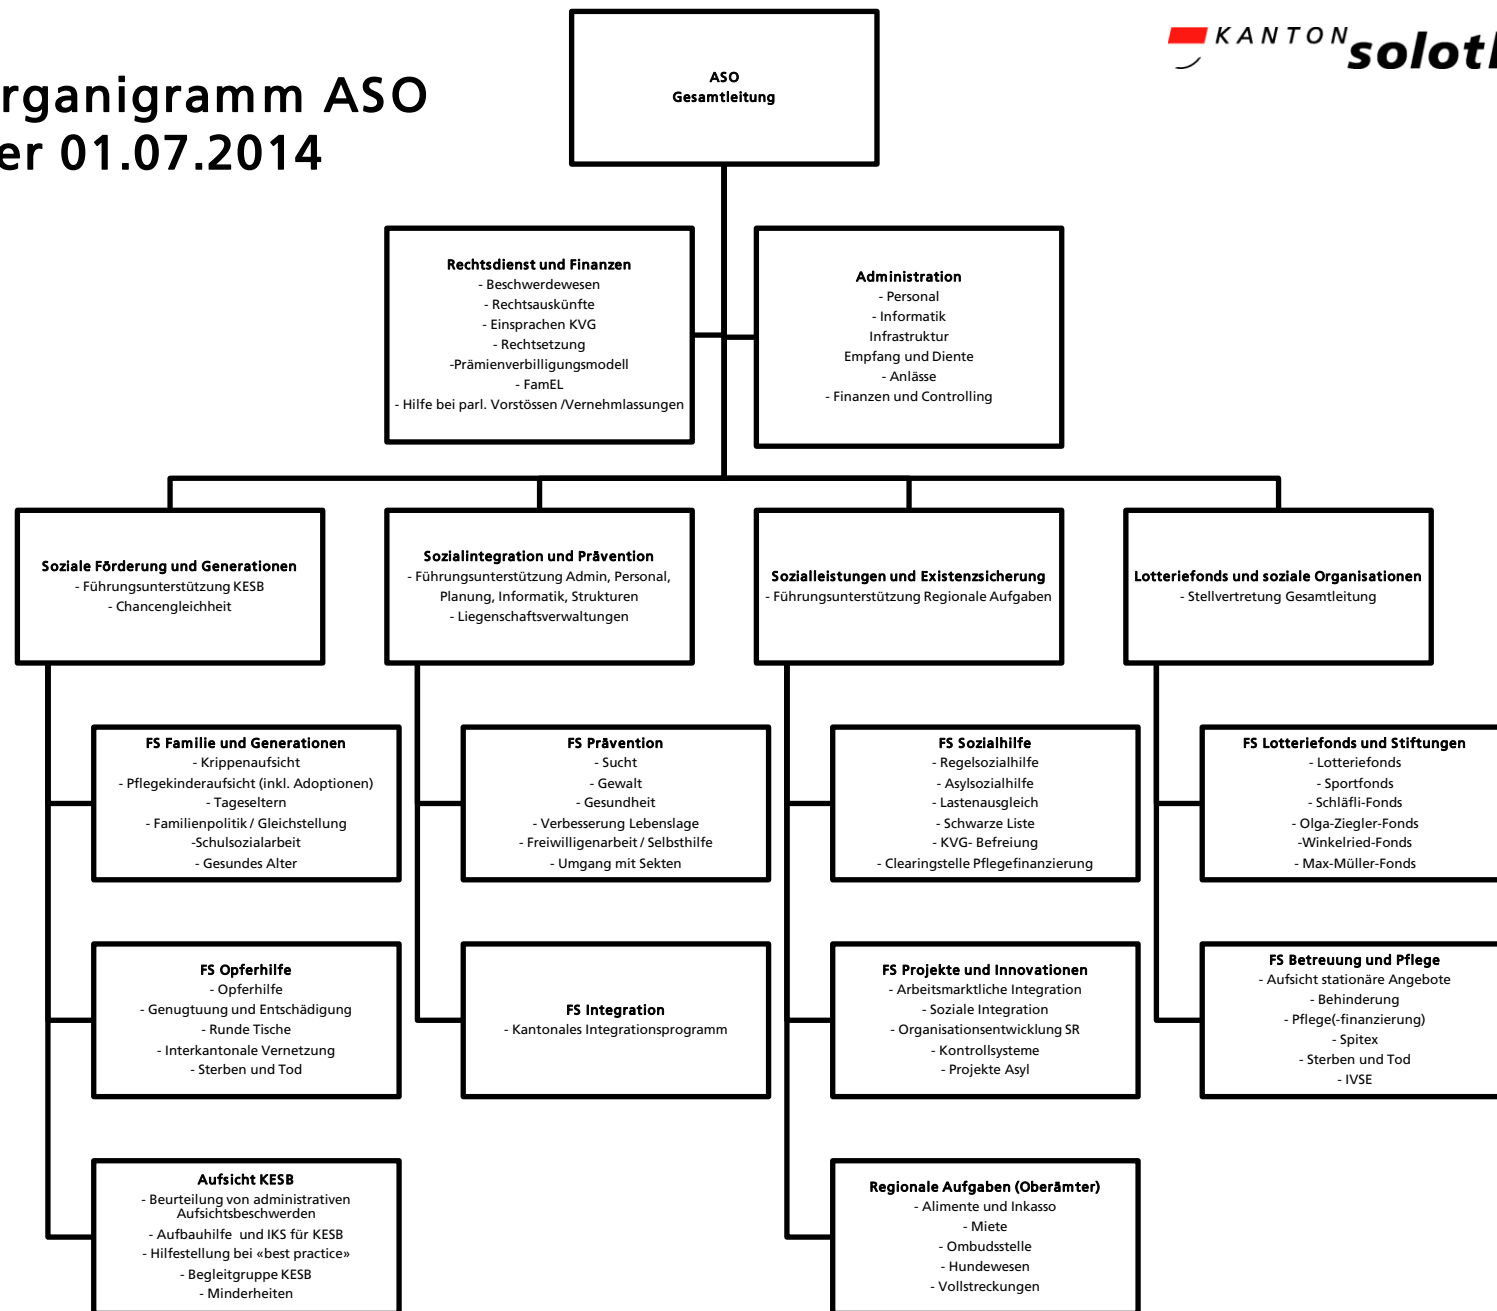 rganigramm ASO
er 01.07.2014
KANTON solot
ASO
Gesamtleitung
Rechtsdienst und Finanzen
- Beschwerdewesen
- Rechtsauskünfte
- Einsprachen KVG
- Rechtsetzung
-Prämienverbilligungsmodell
- FamEL
- Hilfe bei parl. Vorstössen /Vernehmlassungen
Administration
- Personal
- Informatik
Infrastruktur
Empfang und Diente
- Anlässe
- Finanzen und Controlling
Soziale Förderung und Generationen
- Führungsunterstützung KESB
- Chancengleichheit
Sozialintegration und Prävention
- Führungsunterstützung Admin, Personal,
Planung, Informatik, Strukturen
- Liegenschaftsverwaltungen
Sozialleistungen und Existenzsicherung
- Führungsunterstützung Regionale Aufgaben
Lotteriefonds und soziale Organisationen
- Stellvertretung Gesamtleitung
FS Familie und Generationen
- Krippenaufsicht
- Pflegekinderaufsicht (inkl. Adoptionen)
- Tageseltern
- Familienpolitik / Gleichstellung
-Schulsozialarbeit
- Gesundes Alter
FS Prävention
- Sucht
- Gewalt
- Gesundheit
- Verbesserung Lebenslage
- Freiwilligenarbeit / Selbsthilfe
- Umgang mit Sekten
FS Sozialhilfe
- Regelsozialhilfe
- Asylsozialhilfe
- Lastenausgleich
- Schwarze Liste
- KVG- Befreiung
- Clearingstelle Pflegefinanzierung
FS Lotteriefonds und Stiftungen
- Lotteriefonds
- Sportfonds
- Schläfli-Fonds
- Olga-Ziegler-Fonds
-Winkelried-Fonds
- Max-Müller-Fonds
FS Opferhilfe
- Opferhilfe
- Genugtuung und Entschädigung
- Runde Tische
- Interkantonale Vernetzung
- Sterben und Tod
FS Integration
- Kantonales Integrationsprogramm
FS Projekte und Innovationen
- Arbeitsmarktliche Integration
- Soziale Integration
- Organisationsentwicklung SR
- Kontrollsysteme
- Projekte Asyl
FS Betreuung und Pflege
- Aufsicht stationäre Angebote
- Behinderung
- Pflege(-finanzierung)
- Spitex
- Sterben und Tod
- IVSE
Aufsicht KESB
- Beurteilung von administrativen
Aufsichtsbeschwerden
- Aufbauhilfe und IKS für KESB
- Hilfestellung bei «best practice»
- Begleitgruppe KESB
- Minderheiten
Regionale Aufgaben (Oberämter)
- Alimente und Inkasso
- Miete
- Ombudsstelle
- Hundewesen
- Vollstreckungen